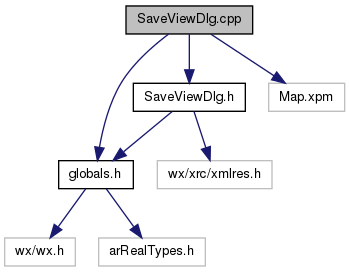 SaveViewDlg.cpp
SaveViewDlg.h
Map.xpm
globals.h
wx/xrc/xmlres.h
wx/wx.h
arRealTypes.h